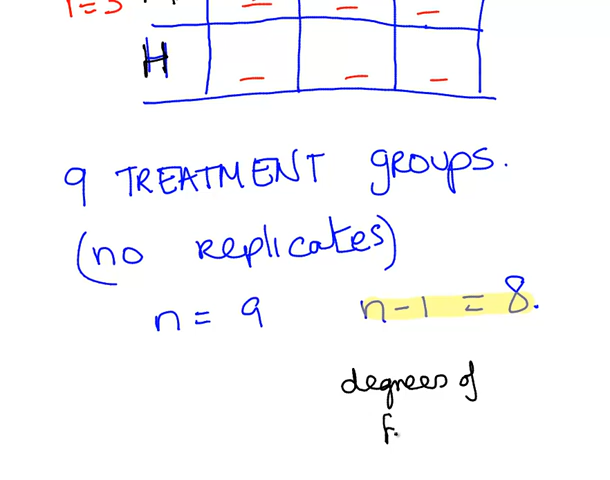 H
9 TREATMENT groups.
(no replicates)
n = 9 n-1 = 8.
degrees of